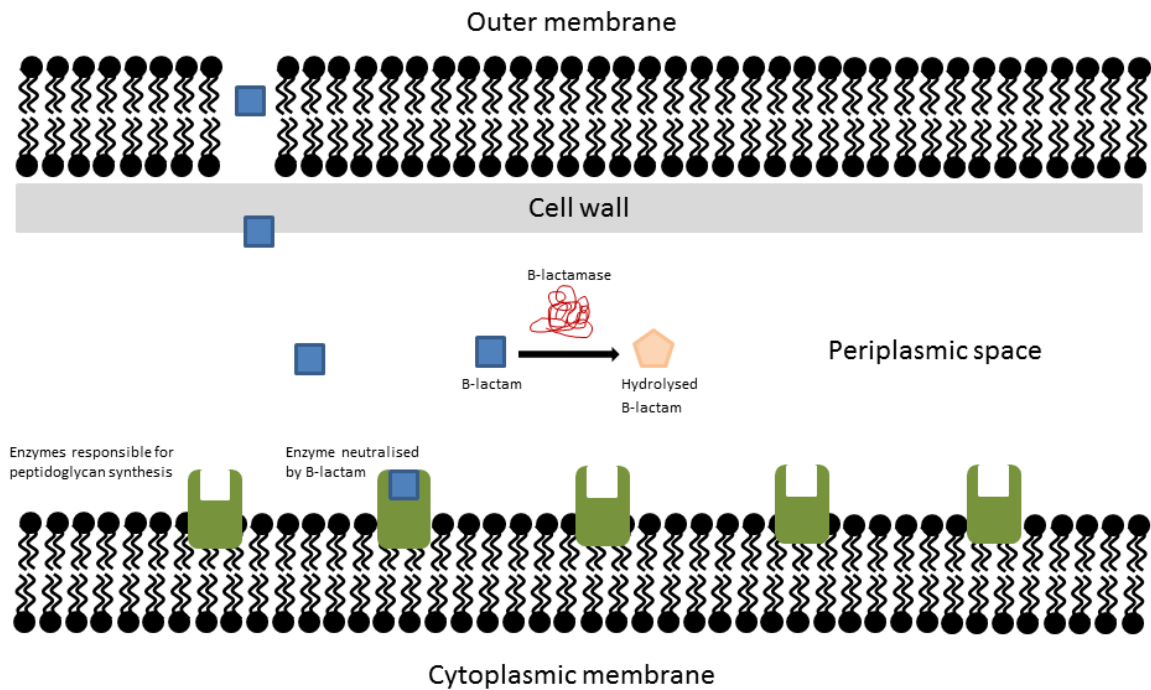 Outer membrane
Cell wall
B-lactamase
Periplasmic space
B-lactam
Hydrolysed
B-lactam
Enzymes responsible for
peptidoglycan synthesis
Enzyme neutralised
by B-lactam
Cytoplasmic membrane